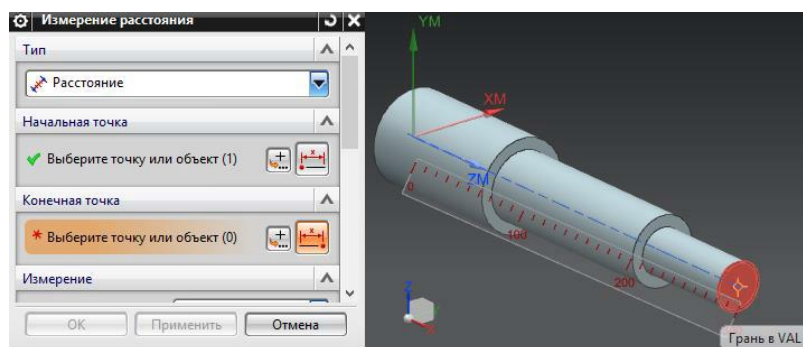 Измерение расстояния
Тип
Расстояние
Начальная точка
Выберите точку или объект (1)
Конечная точка
* Выберите точку или объект (0)
Измерение
ОК
Применить
Отмена
YM
XM
ZM
0
100
200
Z
Грань в VAL